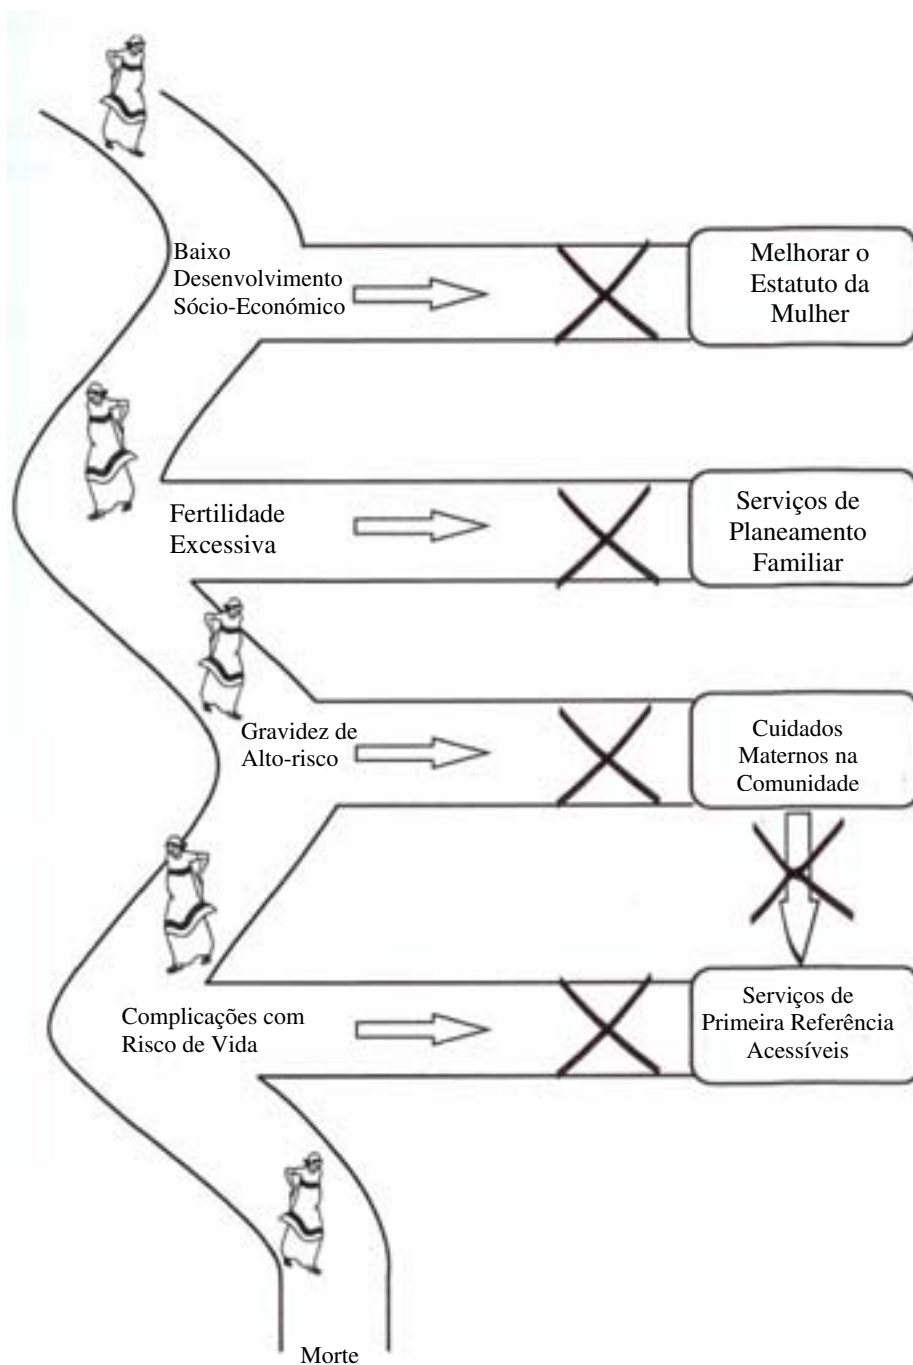 Baixo
Desenvolvimento
Sócio-Económico
Melhorar o
Estatuto da
Mulher
Fertilidade
Excessiva
Serviços de
Planeamento
Familiar
Gravidez de
Alto-risco
Cuidados
Maternos na
Comunidade
Complicações com
Risco de Vida
Serviços de
Primeira Referência
Acessíveis
Morte